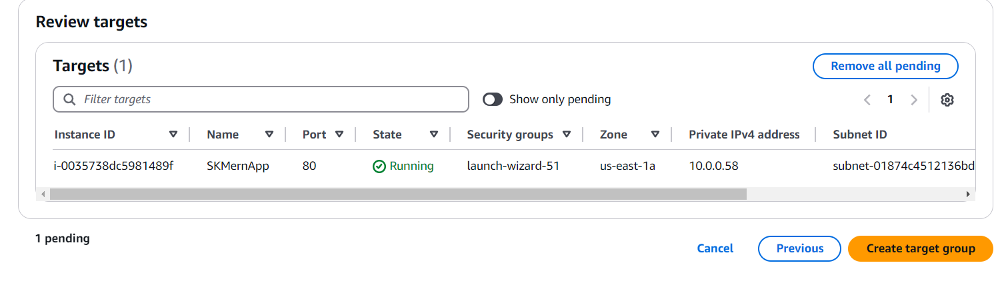 Review targets
Targets (1)
Remove all pending
Filter targets
Show only pending
1
Instance ID Name Port State Security groups Zone Private IPv4 address Subnet ID
i-0035738dc5981489f SKMernApp 80 Running launch-wizard-51 us-east-1a 10.0.0.58 subnet-01874c4512136bd
1 pending
Cancel
Previous
Create target group